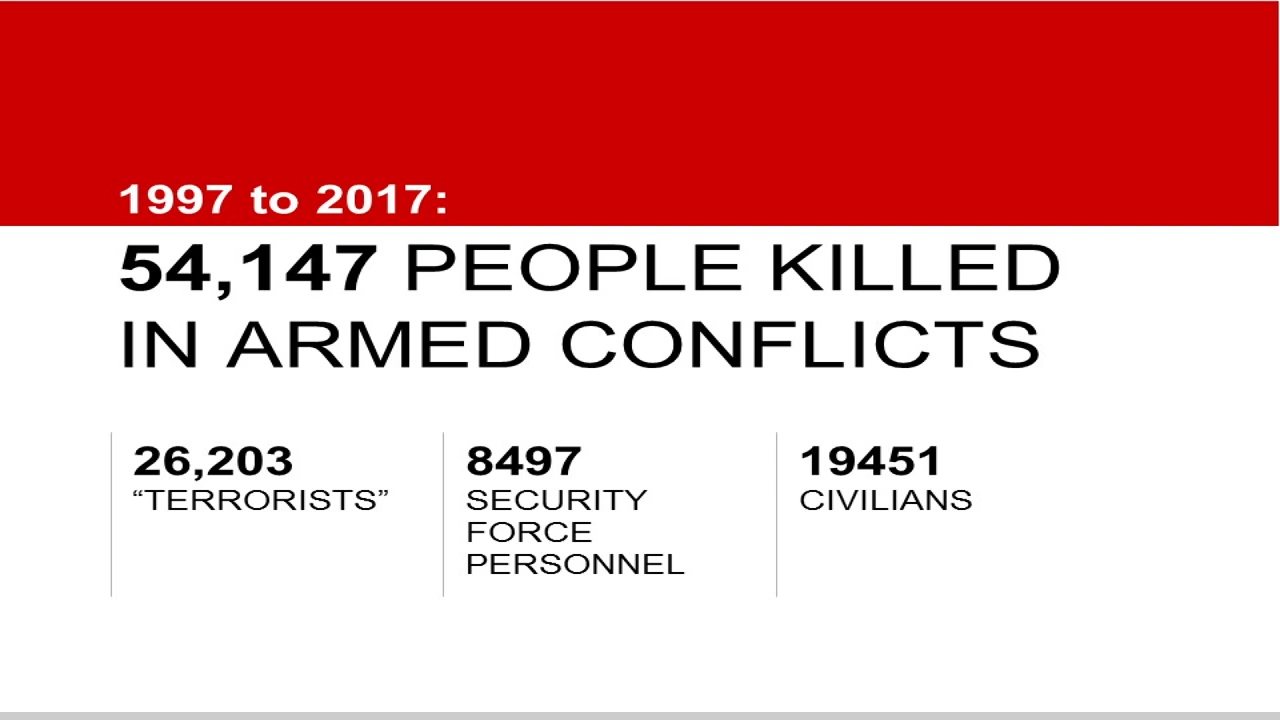 1997 to 2017:
54,147 PEOPLE KILLED
IN ARMED CONFLICTS
26,203
“TERRORISTS”
8497
SECURITY
FORCE
PERSONNEL
19451
CIVILIANS